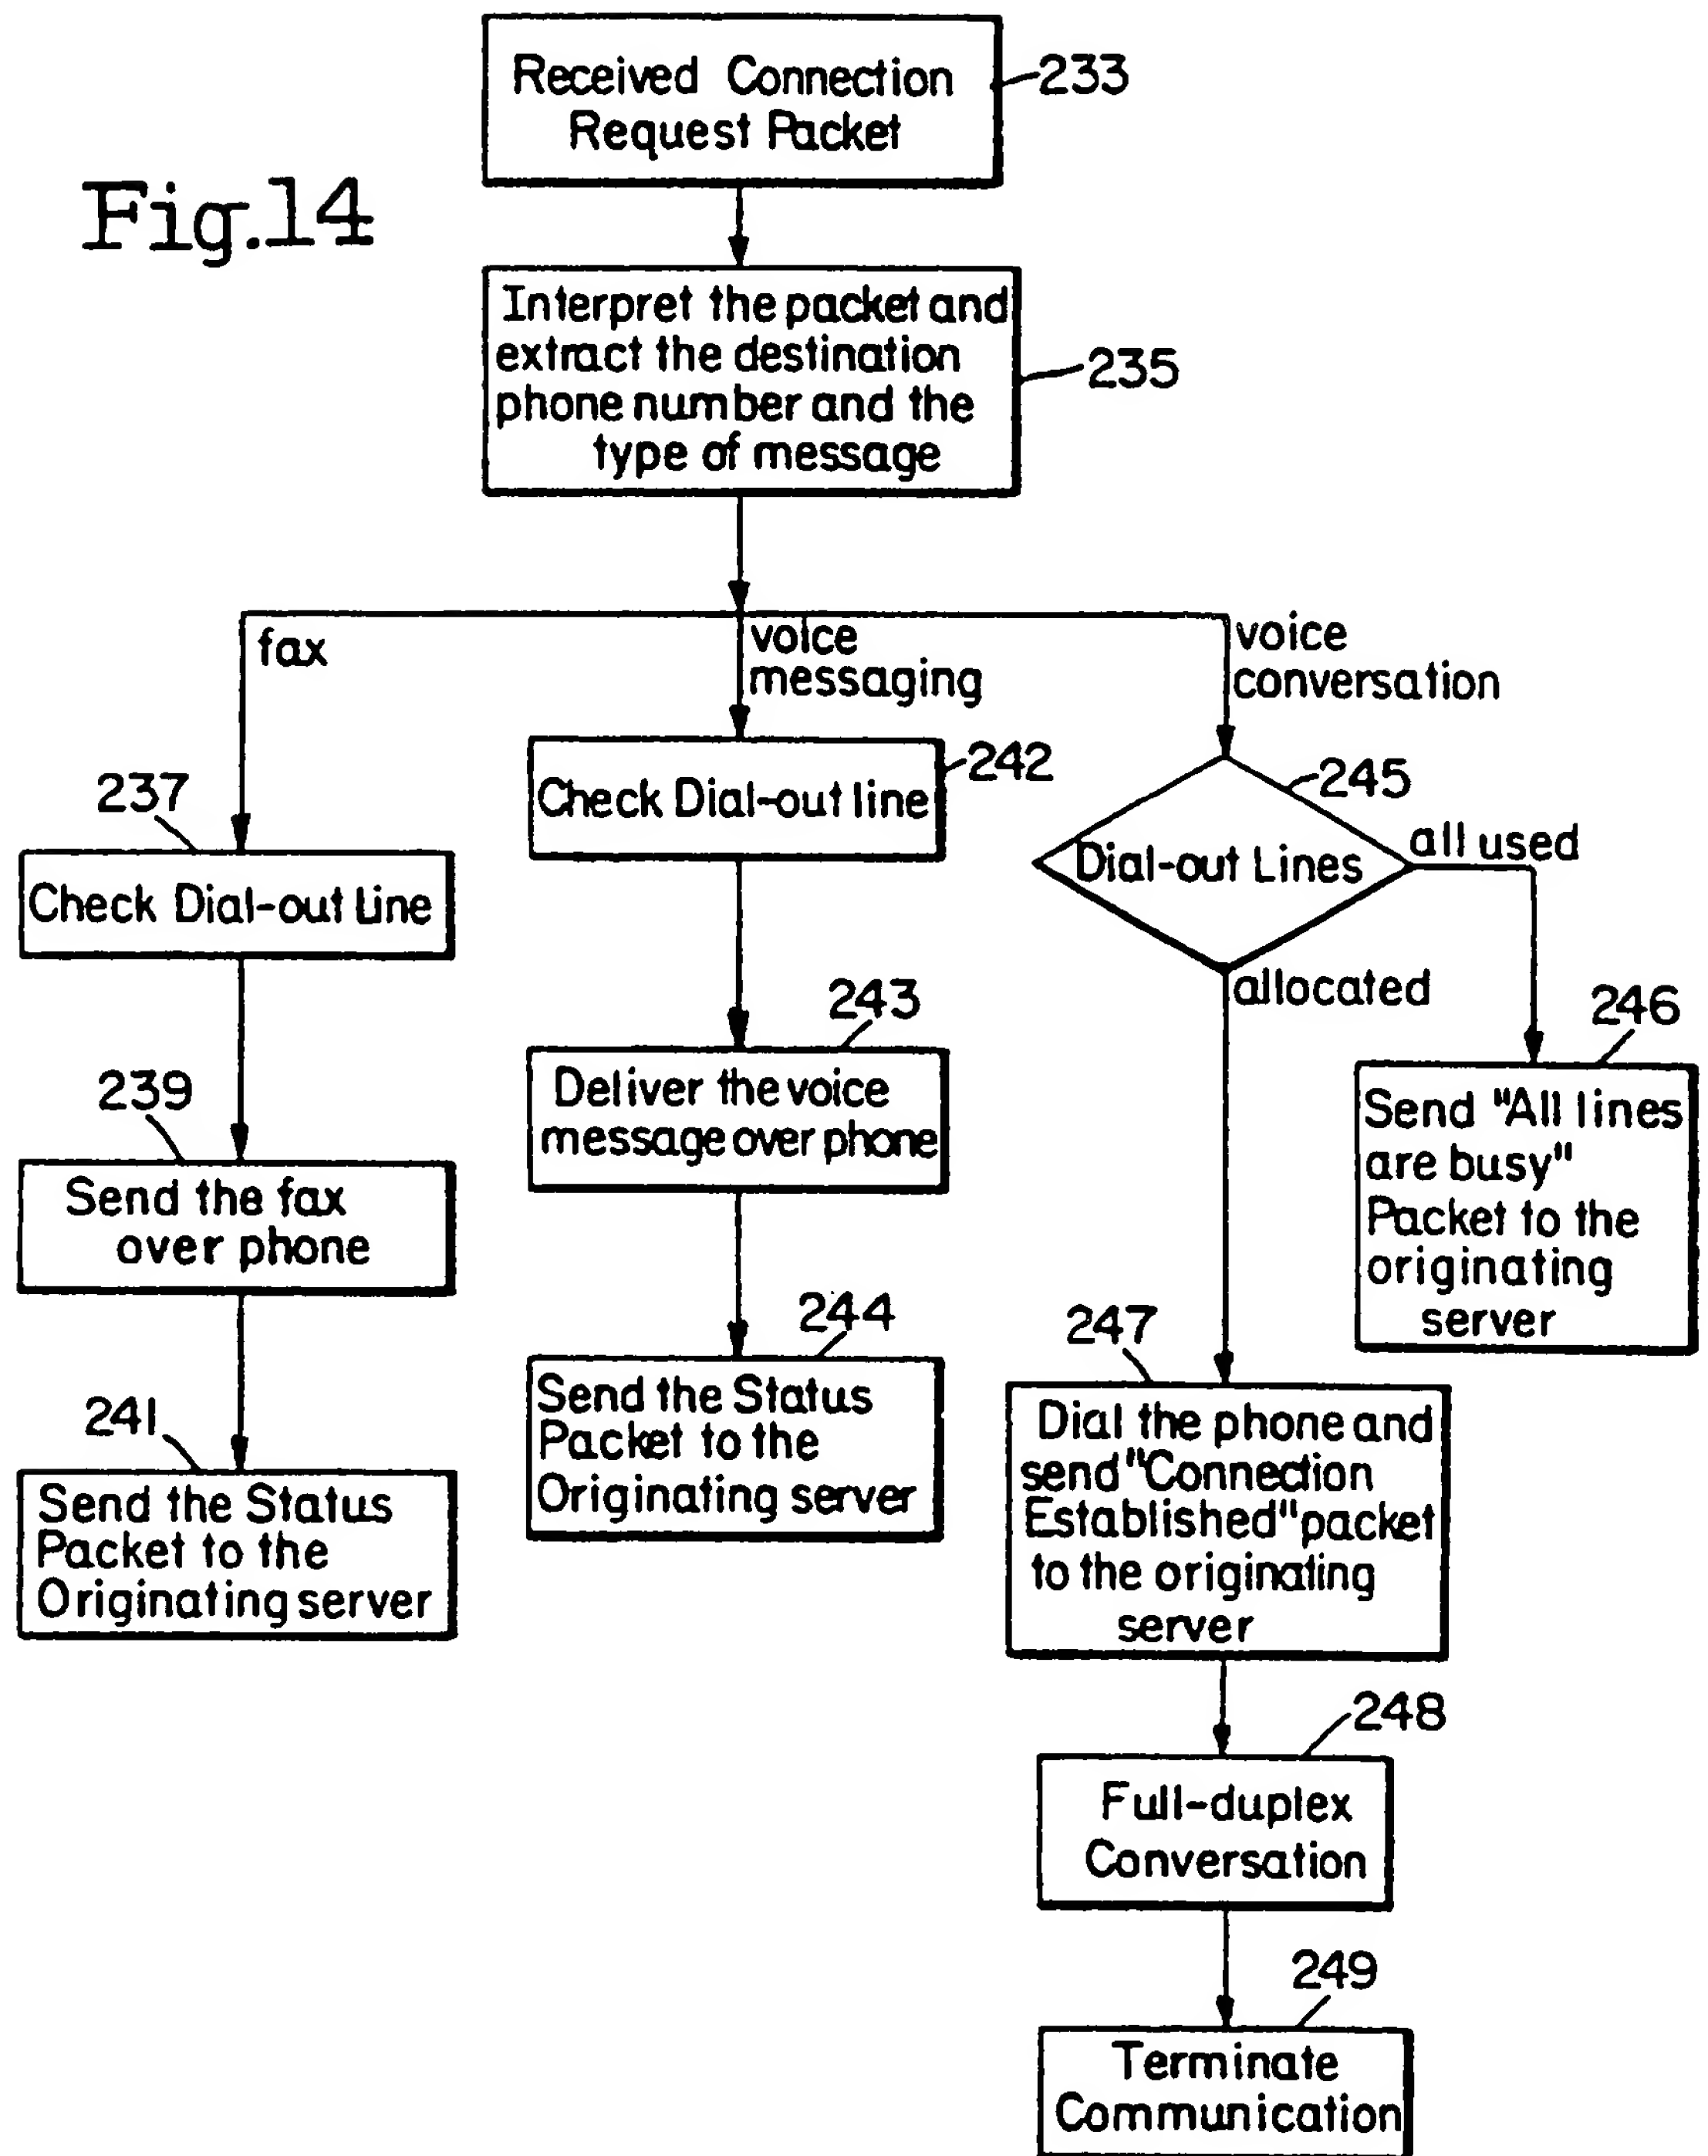 Fig.14
Received Connection
Request Packet
233
Interpret the packet and
extract the destination
phone number and the
type of message
235
fax
voice
messaging
voice
conversation
237
Check Dial-out Line
239
Send the fax
over phone
241
Send the Status
Packet to the
Originating server
242
Check Dial-out line
243
Deliver the voice
message over phone
244
Send the Status
Packet to the
Originating server
245
Dial-out Lines
all used
allocated
246
Send "All lines
are busy"
Packet to the
originating
server
247
Dial the phone and
send "Connection
Established" packet
to the originating
server
248
Full-duplex
Conversation
249
Terminate
Communication